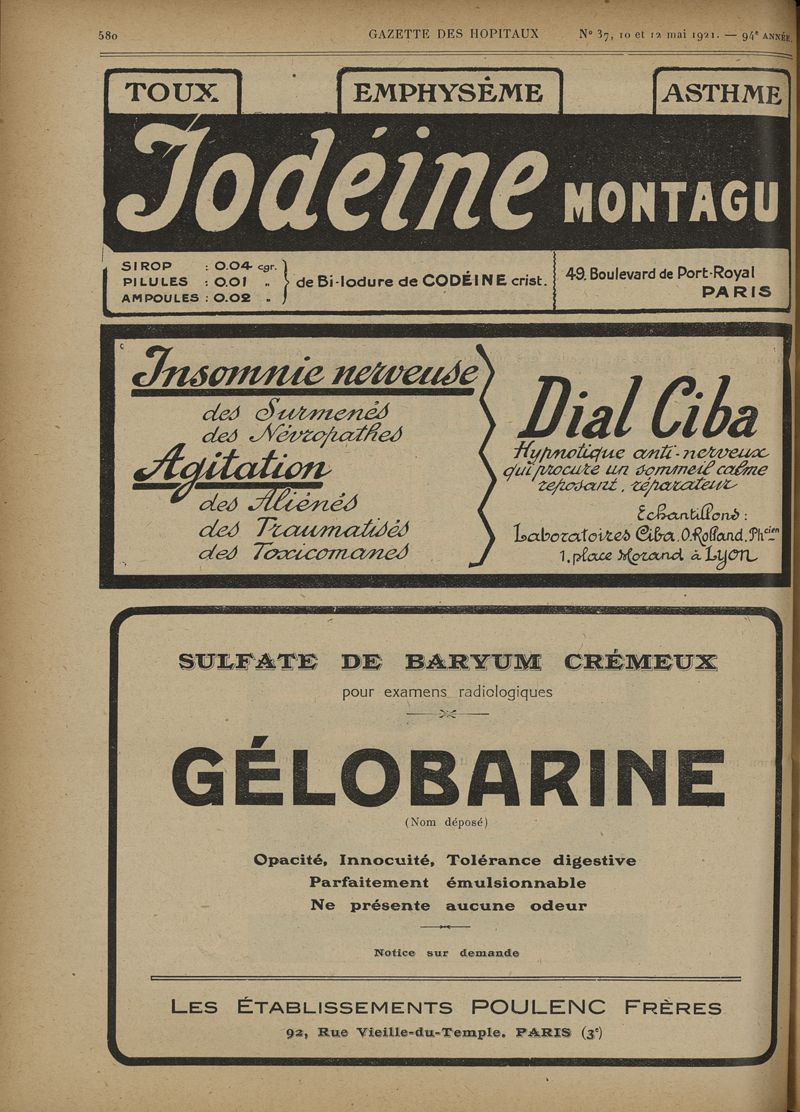 580 GAZETTE DES HOPITAUX N° 37, 10 et 12 mai 1921. — 94e ANNÉE.
TOUX EMPHYSÈME ASTHME
Iodéine MONTAGU
SIROP : 0.04 cgr.
PILULES : 0.01 „
AMPOULES : 0.02 „
de Bi-Iodure de CODÉINE crist.
49, Boulevard de Port-Royal
PARIS
Insomnie nerveuse
des Surmenés
des Névropathes
Agitation
des Aliénés
des Traumatisés
des Toxicomanes
Dial Ciba
Hypnotique anti-nerveux
qui procure un sommeil calme
reposant, réparateur
Echantillons :
Laboratoires Ciba. O. Rolland. Phcien
1, place Morand à Lyon
SULFATE DE BARYUM CRÉMEUX
pour examens radiologiques
GÉLOBARINE
(Nom déposé)
Opacité, Innocuité, Tolérance digestive
Parfaitement émulsionnable
Ne présente aucune odeur
Notice sur demande
LES ÉTABLISSEMENTS POULENC FRÈRES
92, Rue Vieille-du-Temple. PARIS (3e)